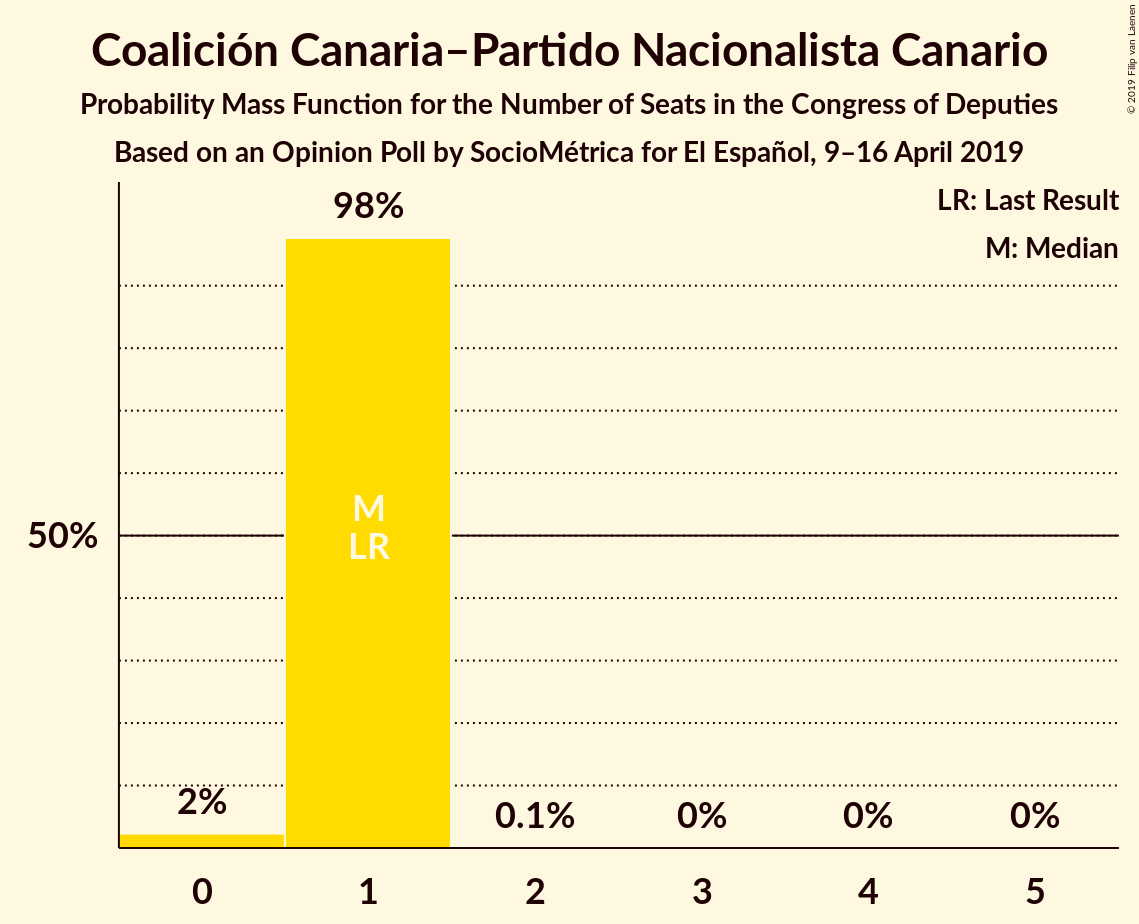 Coalición Canaria–Partido Nacionalista Canario
Probability Mass Function for the Number of Seats in the Congress of Deputies
Based on an Opinion Poll by SocioMétrica for El Español, 9–16 April 2019
© 2019 Filip van Laenen
LR: Last Result
M: Median
98%
50%
M
LR
2%
0.1%
0%
0%
0%
0
1
2
3
4
5